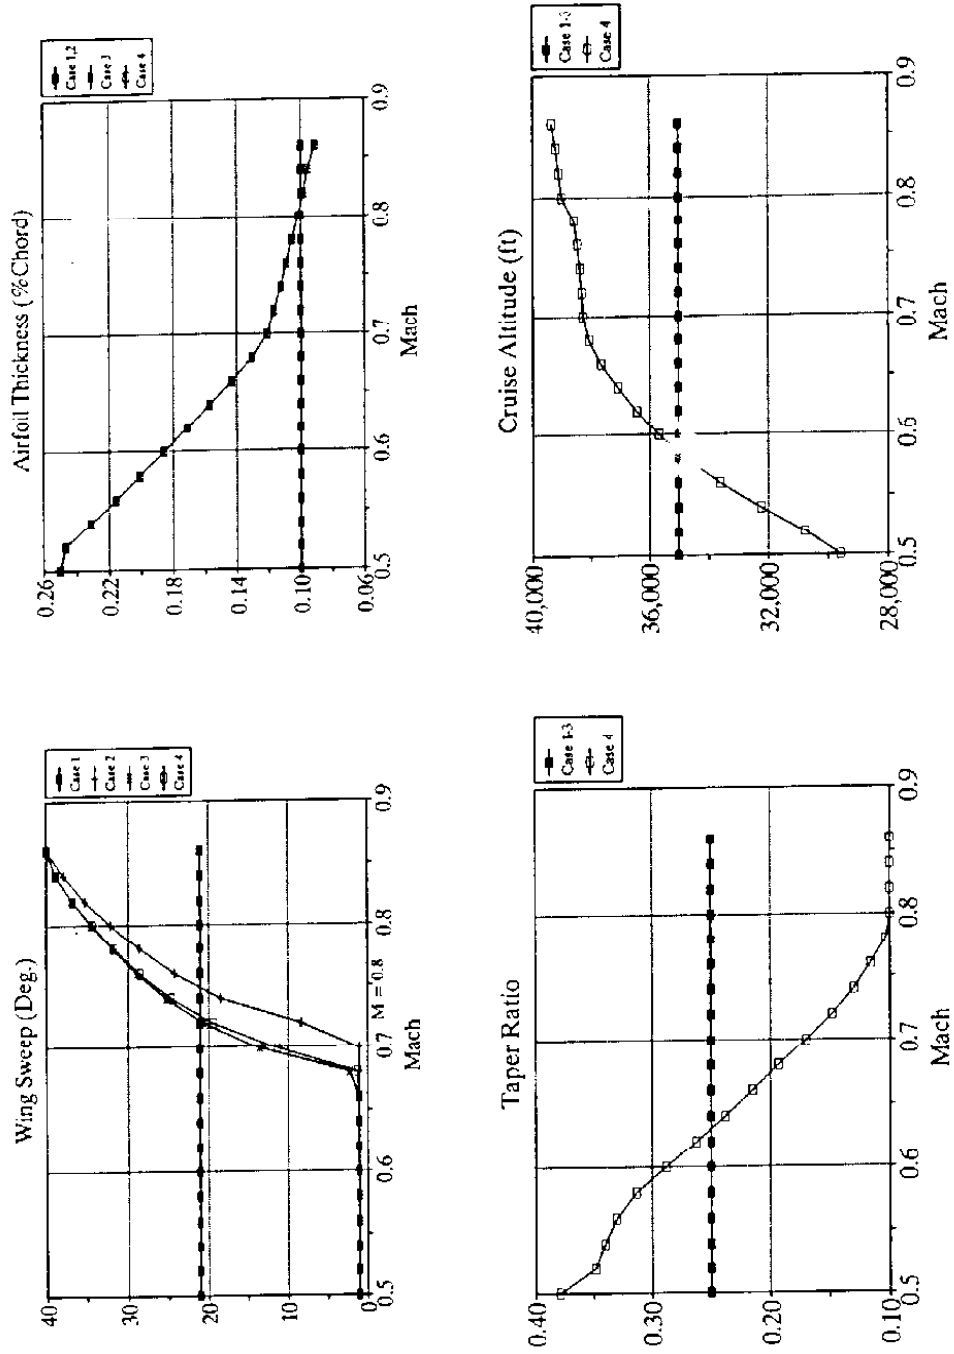 Wing Sweep (Deg.)
40
30
20
10
0
0.5
0.6
0.7
0.8
0.9
M = 0.8
Mach
Case 1
Case 2
Case 3
Case 4
Airfoil Thickness (%Chord)
0.26
0.22
0.18
0.14
0.10
0.06
0.5
0.6
0.7
0.8
0.9
Mach
Case 1,2
Case 3
Case 4
Taper Ratio
0.40
0.30
0.20
0.10
0.5
0.6
0.7
0.8
0.9
Mach
Case 1-3
Case 4
Cruise Altitude (ft)
40,000
36,000
32,000
28,000
0.5
0.6
0.7
0.8
0.9
Mach
Case 1-3
Case 4